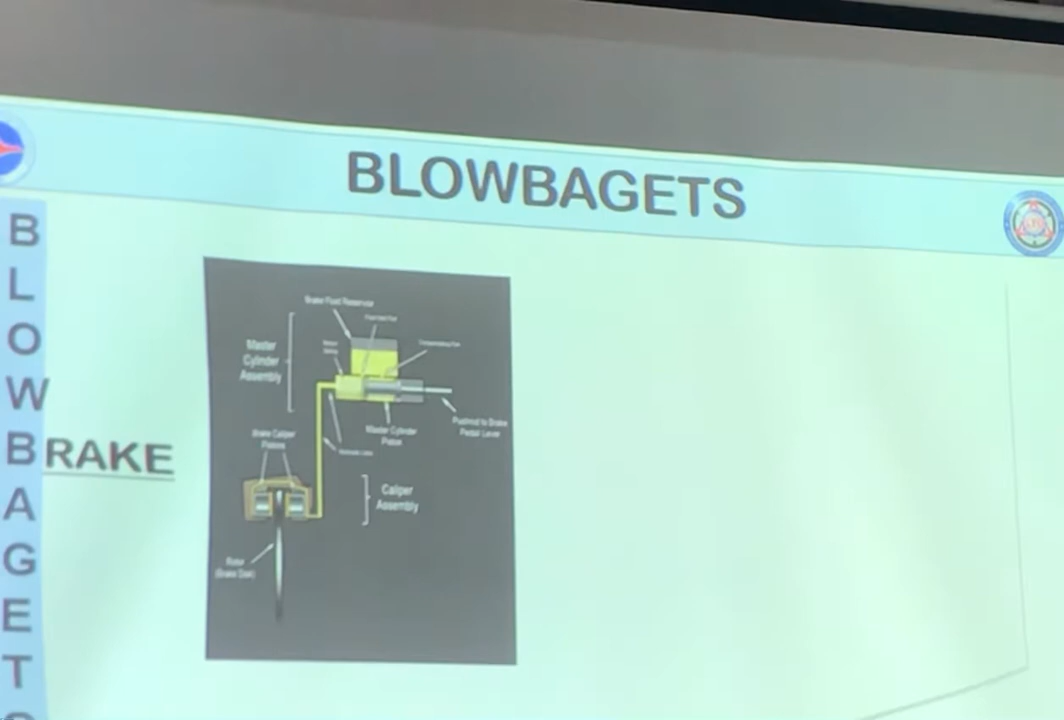 BLOWBAGETS
B
L
O
W
BRAKE
A
G
E
T
Brake Fluid Reservoir
Master
Cylinder
Assembly
Pushrod to Brake
Pedal Lever
Master Cylinder
Piston
Brake Caliper
Pistons
Caliper
Assembly
Rotor
(Brake Disk)